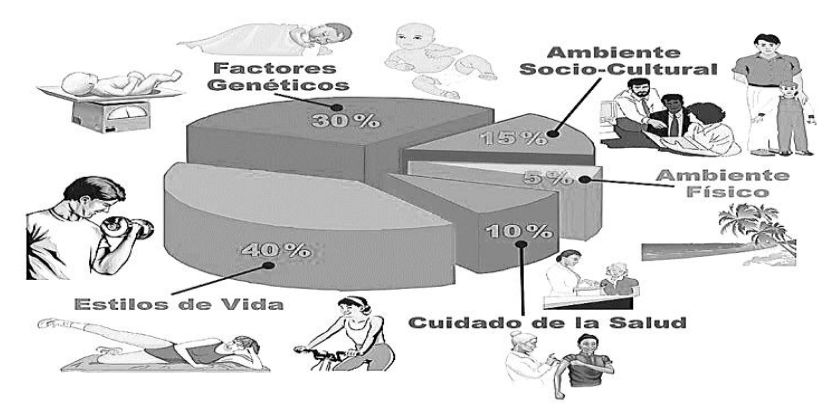 Factores
Genéticos
30%
Ambiente
Socio-Cultural
15%
Ambiente
Físico
5%
10%
40%
Estilos de Vida
Cuidado de la Salud